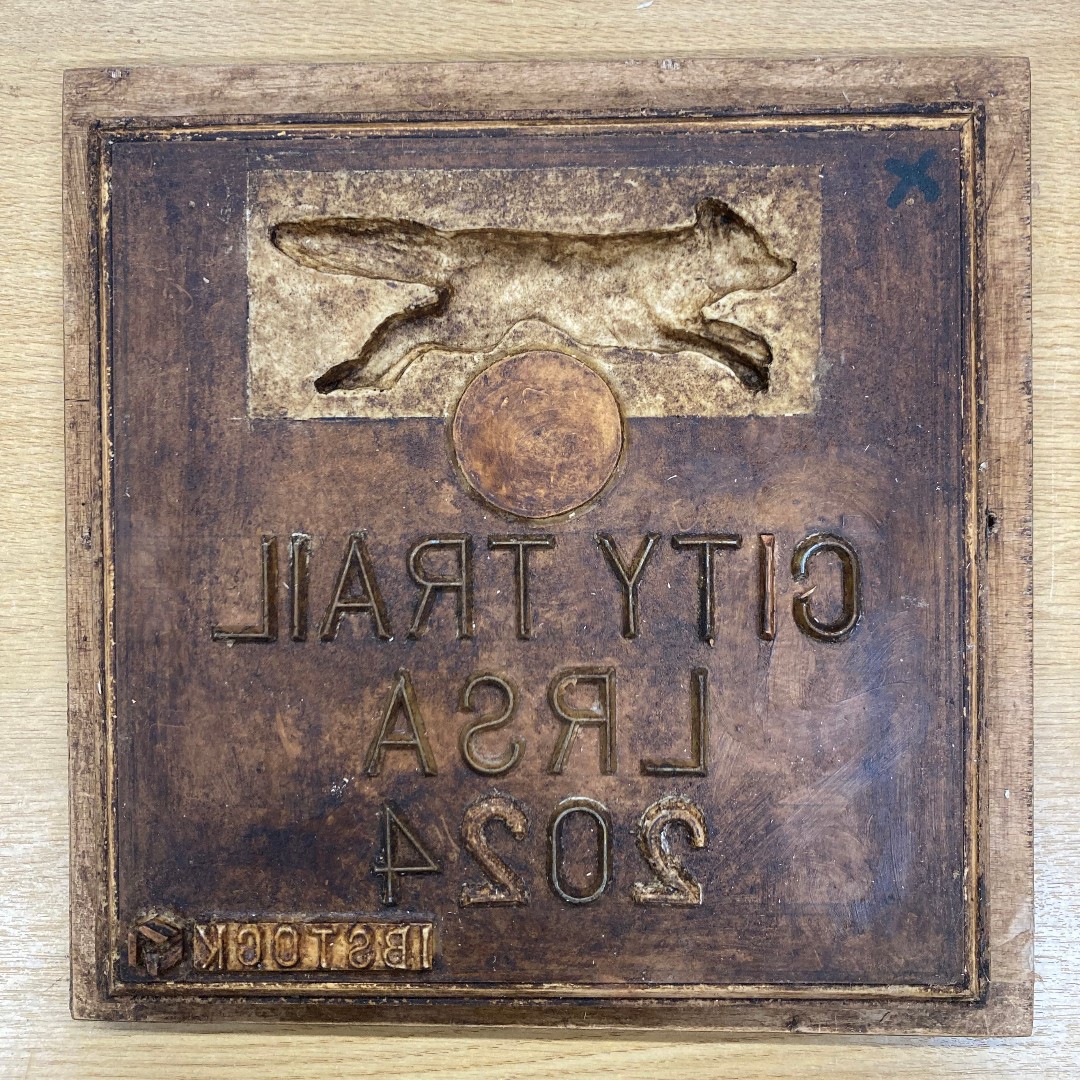 CITY TRAIL
LRSA
2024
IBSTOCK